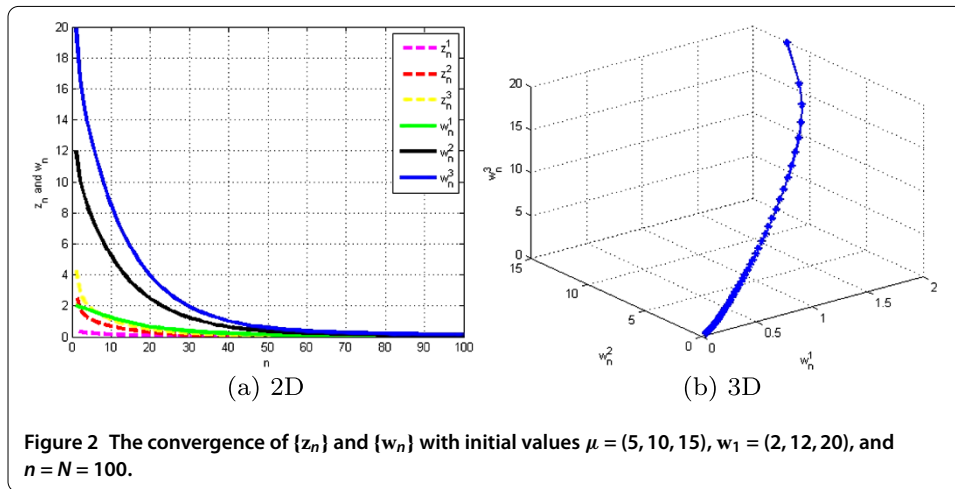 20
18
16
14
12
10
8
6
4
2
0
z_n and w_n
0 10 20 30 40 50 60 70 80 90 100
n
z_n^1
z_n^2
z_n^3
w_n^1
w_n^2
w_n^3
(a) 2D
20
15
10
5
0
w_n^3
15
10
5
0
w_n^2
0
0.5
1
1.5
2
w_n^1
(b) 3D
Figure 2 The convergence of {z_n} and {w_n} with initial values μ = (5, 10, 15), w_1 = (2, 12, 20), and
n = N = 100.